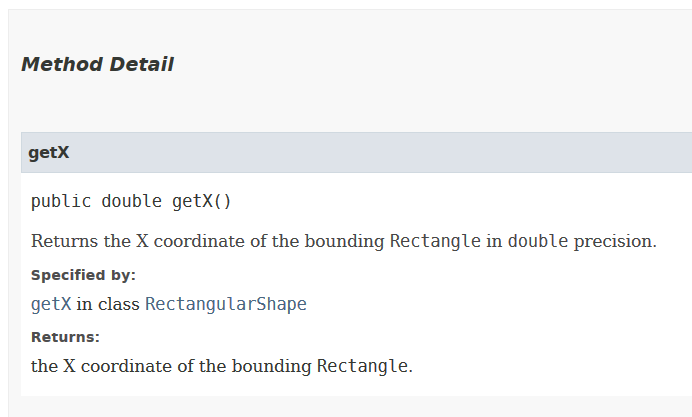 Method Detail
getX
public double getX()
Returns the X coordinate of the bounding Rectangle in double precision.
Specified by:
getX in class RectangularShape
Returns:
the X coordinate of the bounding Rectangle.